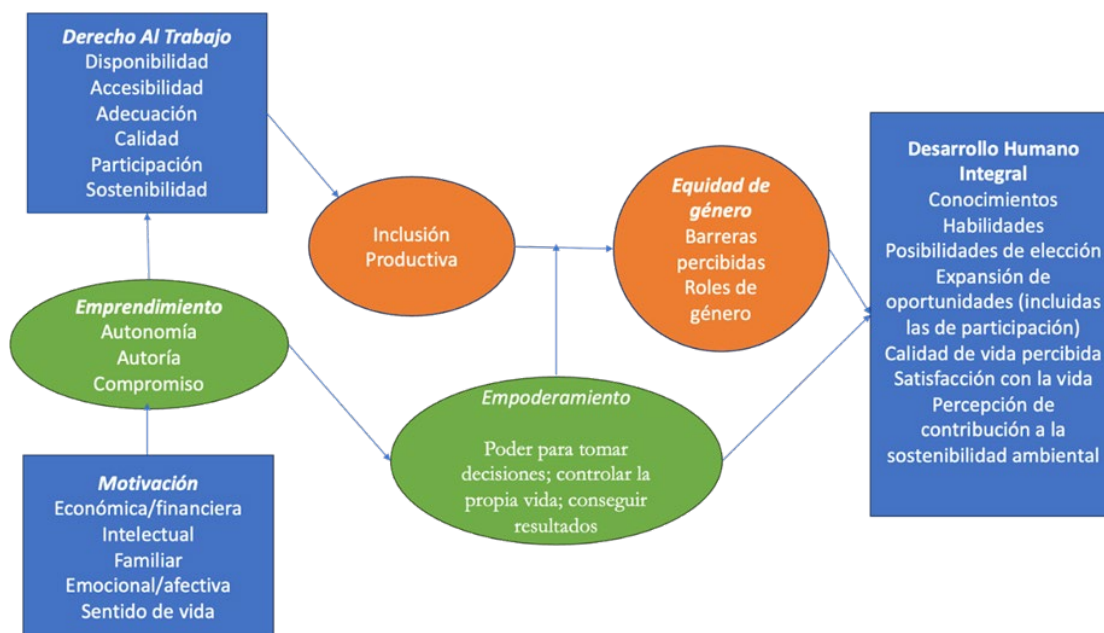 Derecho Al Trabajo
Disponibilidad
Accesibilidad
Adecuación
Calidad
Participación
Sostenibilidad
Emprendimiento
Autonomía
Autoría
Compromiso
Motivación
Económica/financiera
Intelectual
Familiar
Emocional/afectiva
Sentido de vida
Inclusión
Productiva
Empoderamiento
Poder para tomar
decisiones; controlar la
propia vida; conseguir
resultados
Equidad de
género
Barreras
percibidas
Roles de
género
Desarrollo Humano
Integral
Conocimientos
Habilidades
Posibilidades de elección
Expansión de
oportunidades (incluidas
las de participación)
Calidad de vida percibida
Satisfacción con la vida
Percepción de
contribución a la
sostenibilidad ambiental